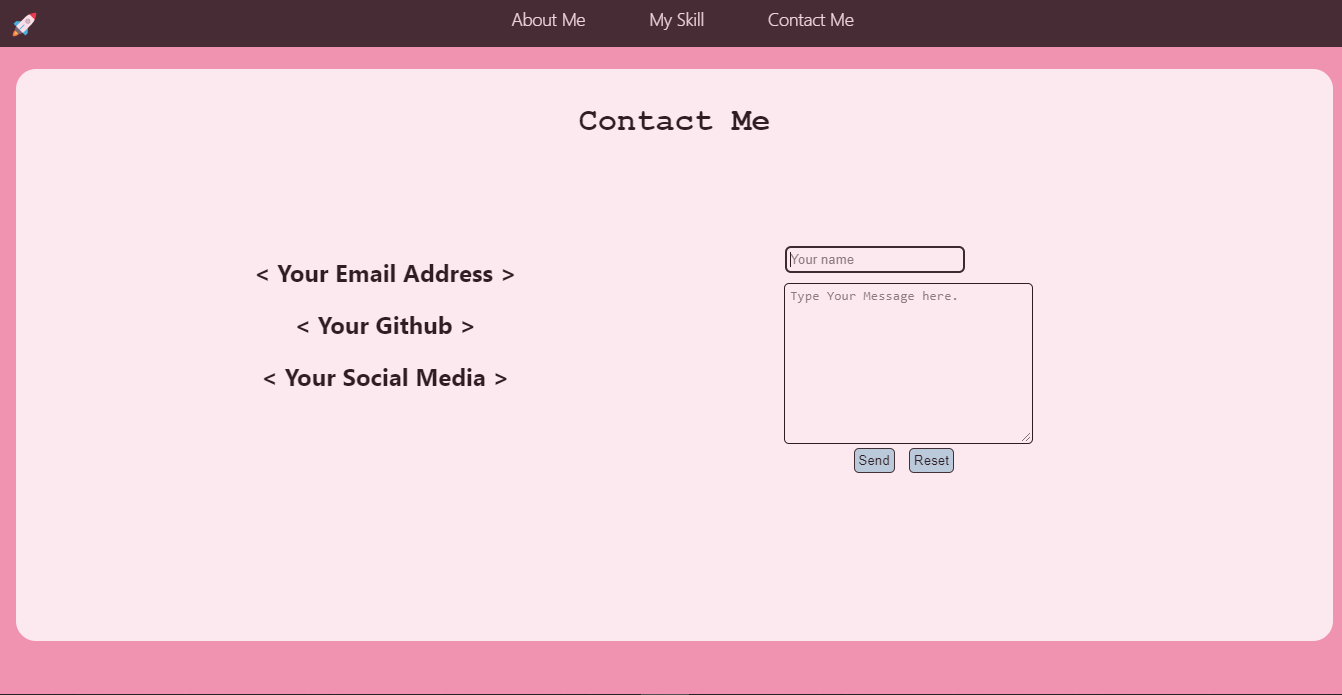 About Me My Skill Contact Me
Contact Me
< Your Email Address >
< Your Github >
< Your Social Media >
Your name
Type Your Message here.
Send Reset